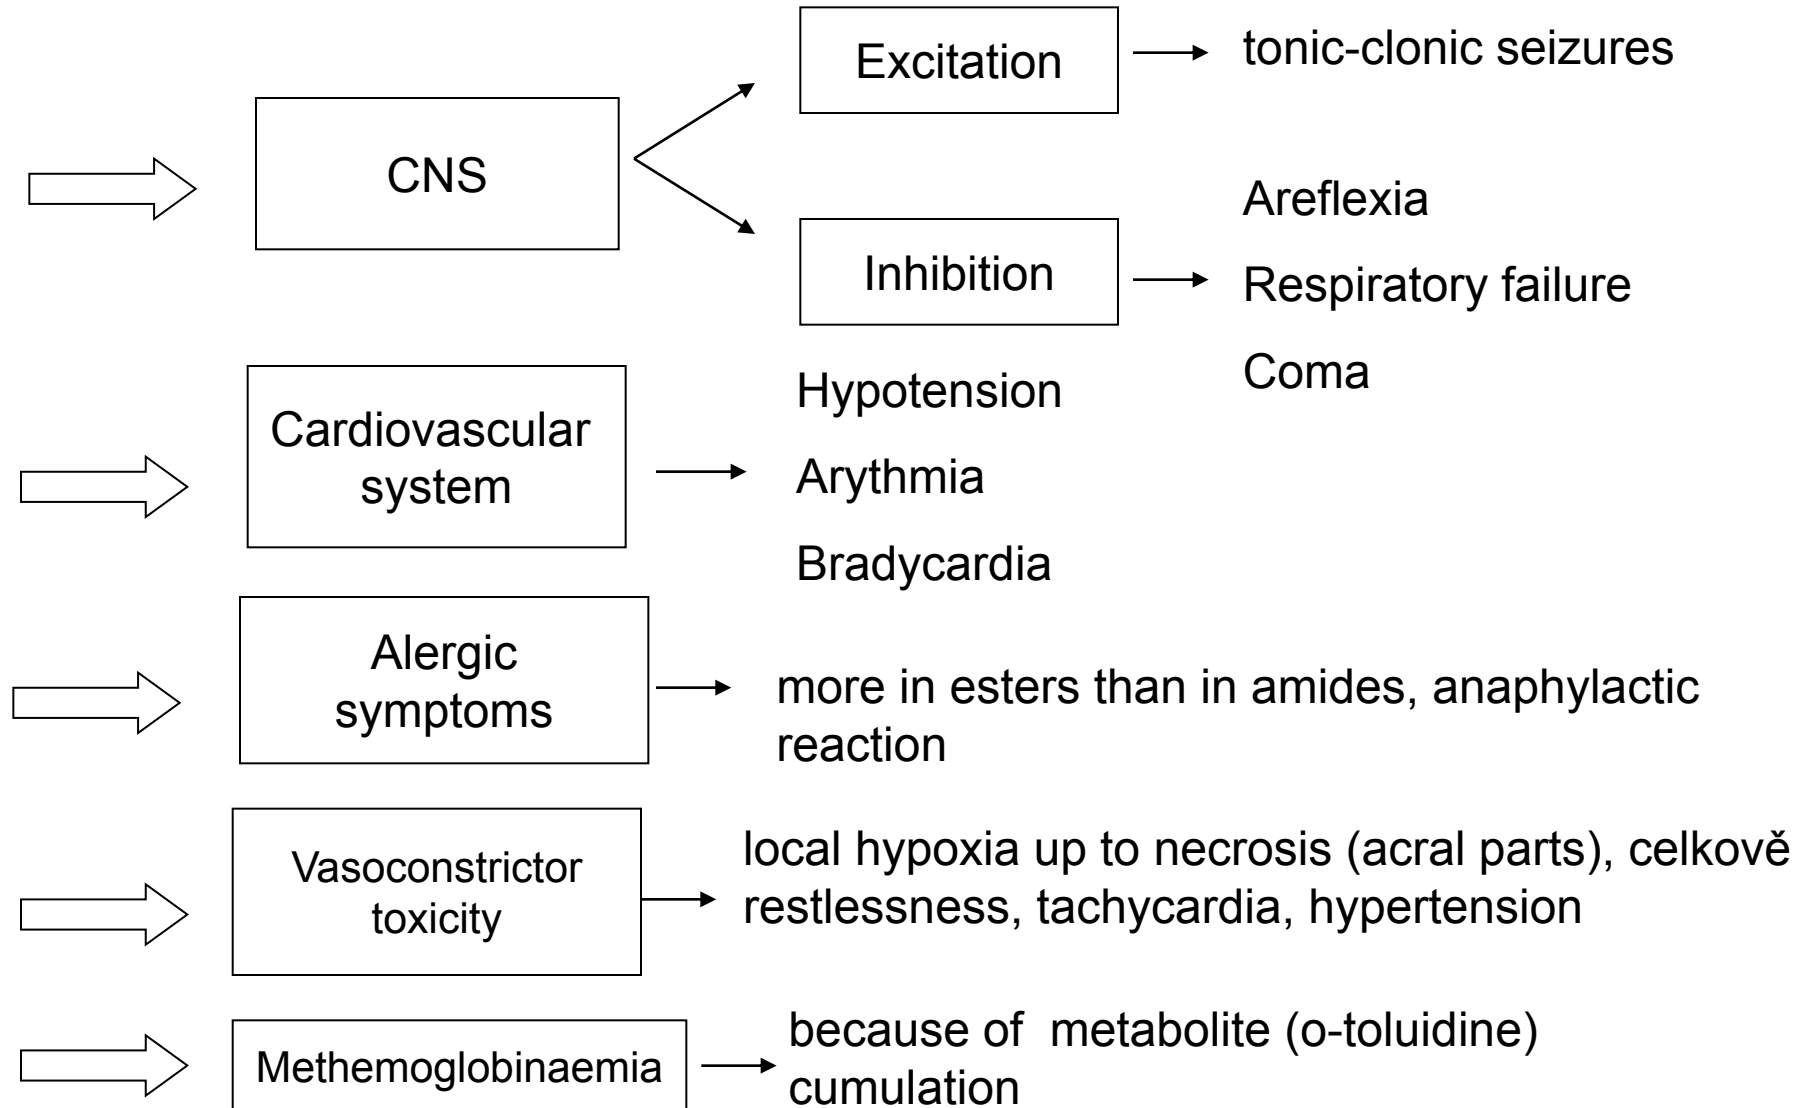 CNS
Excitation
tonic-clonic seizures
Inhibition
Areflexia
Respiratory failure
Coma
Cardiovascular
system
Hypotension
Arythmia
Bradycardia
Alergic
symptoms
more in esters than in amides, anaphylactic
reaction
Vasoconstrictor
toxicity
local hypoxia up to necrosis (acral parts), celkově
restlessness, tachycardia, hypertension
Methemoglobinaemia
because of  metabolite (o-toluidine)
cumulation